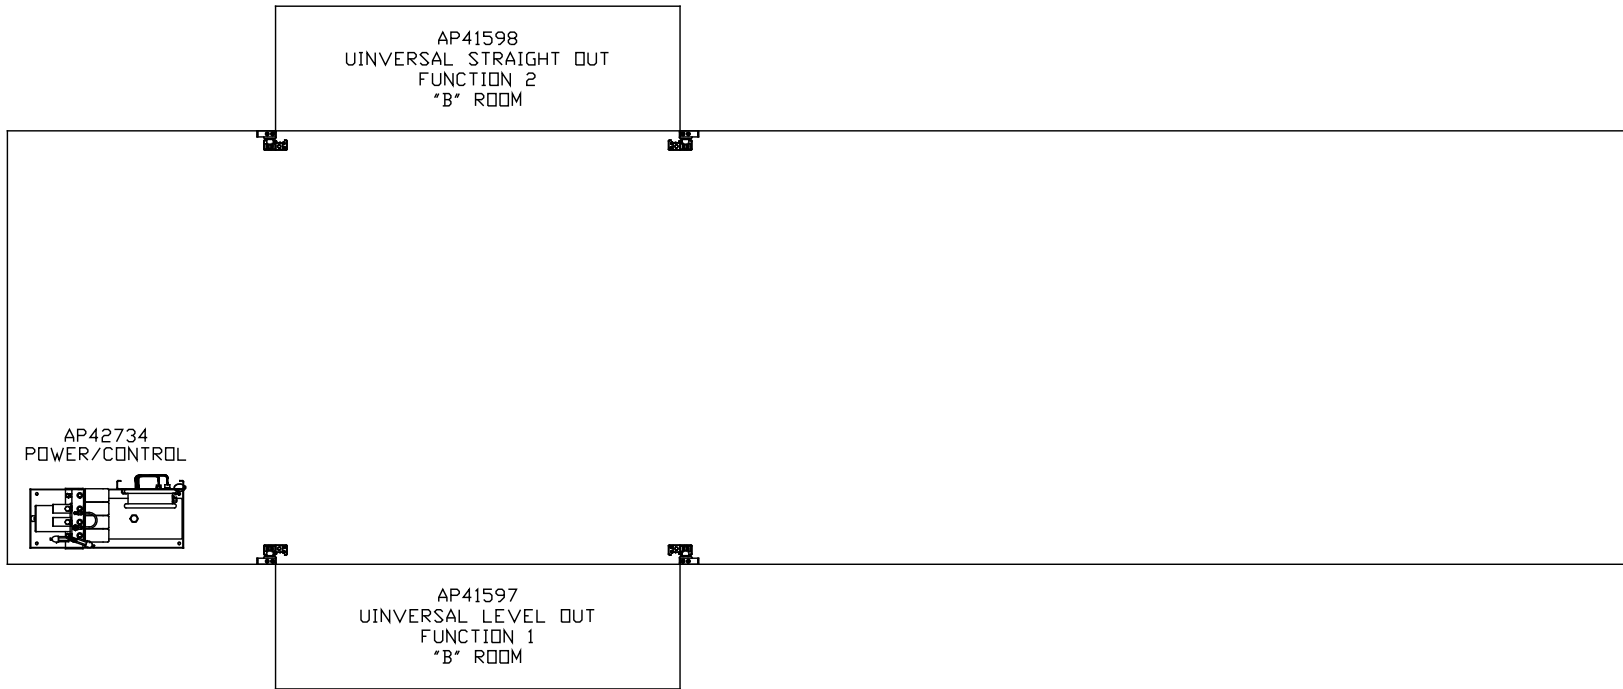 AP41598
UINVERSAL STRAIGHT OUT
FUNCTION 2
"B" ROOM
AP42734
POWER/CONTROL
AP41597
UINVERSAL LEVEL OUT
FUNCTION 1
"B" ROOM